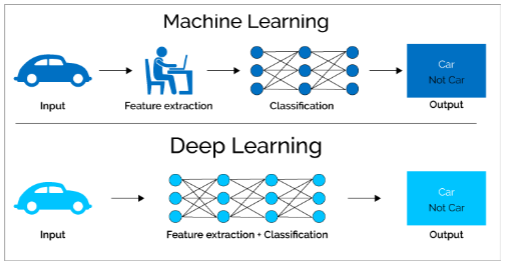 Machine Learning
Car
Not Car
Input
Feature extraction
Classification
Output
Deep Learning
Car
Not Car
Input
Feature extraction + Classification
Output